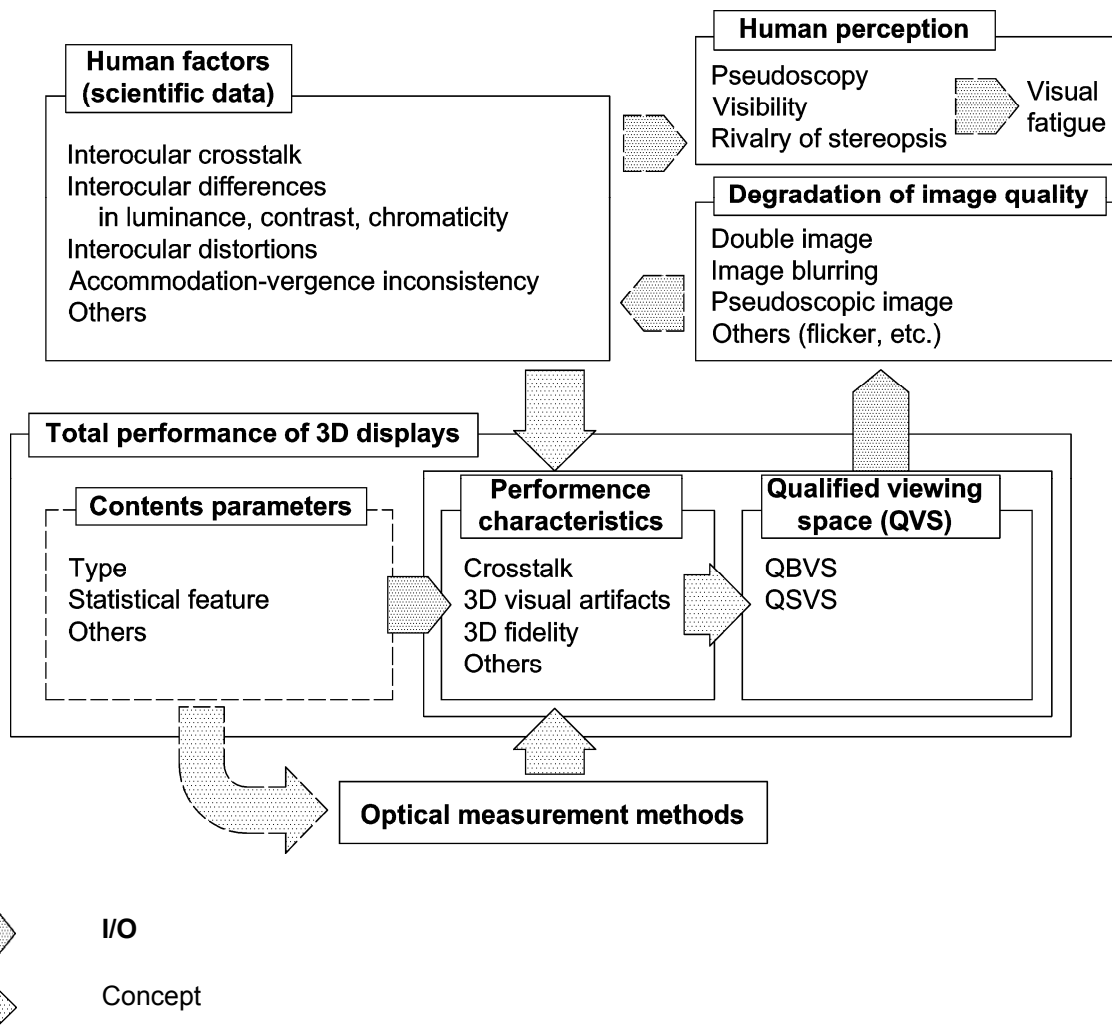 Human factors
(scientific data)
Interocular crosstalk
Interocular differences
in luminance, contrast, chromaticity
Interocular distortions
Accommodation-vergence inconsistency
Others
Human perception
Pseudoscopy
Visibility
Rivalry of stereopsis
Visual
fatigue
Degradation of image quality
Double image
Image blurring
Pseudoscopic image
Others (flicker, etc.)
Total performance of 3D displays
Contents parameters
Type
Statistical feature
Others
Performence
characteristics
Crosstalk
3D visual artifacts
3D fidelity
Others
Qualified viewing
space (QVS)
QBVS
QSVS
Optical measurement methods
I/O
Concept